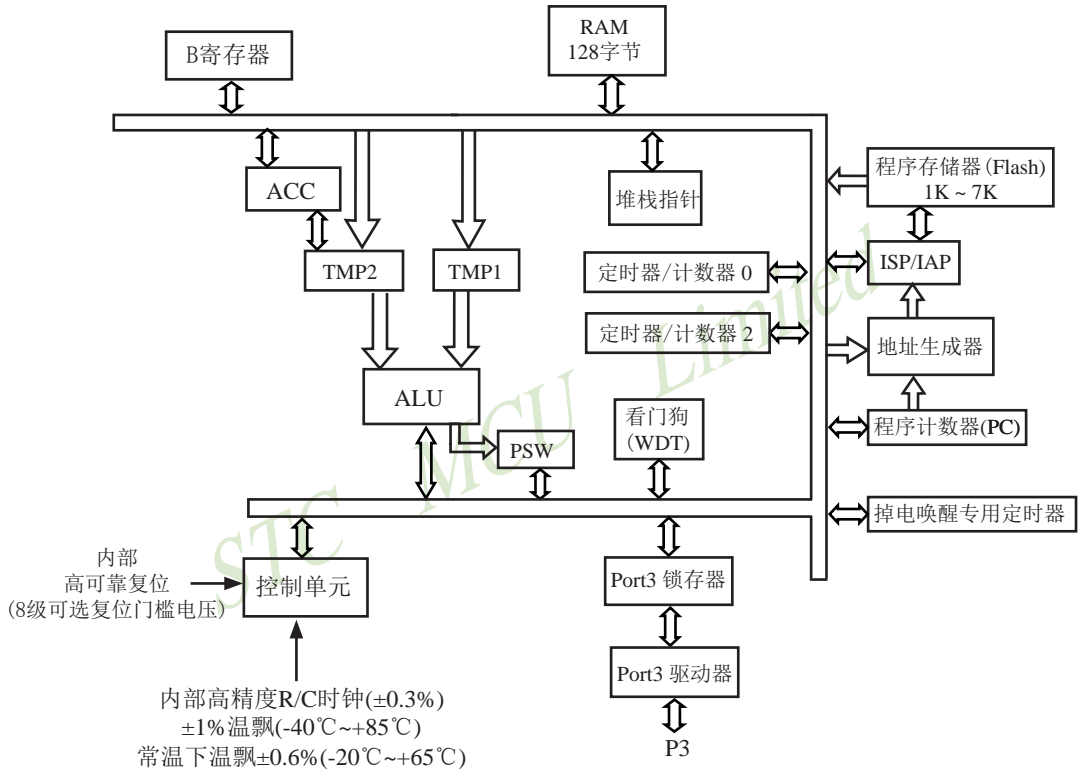 B寄存器
RAM
128字节
ACC
堆栈指针
程序存储器(Flash)
1K ~ 7K
TMP2
TMP1
定时器/计数器 0
ISP/IAP
定时器/计数器 2
地址生成器
ALU
看门狗
(WDT)
程序计数器(PC)
PSW
掉电唤醒专用定时器
内部
高可靠复位
(8级可选复位门槛电压)
控制单元
Port3 锁存器
Port3 驱动器
P3
内部高精度R/C时钟(±0.3%)
±1%温飘(-40℃~+85℃)
常温下温飘±0.6%(-20℃~+65℃)
STC MCU Limited